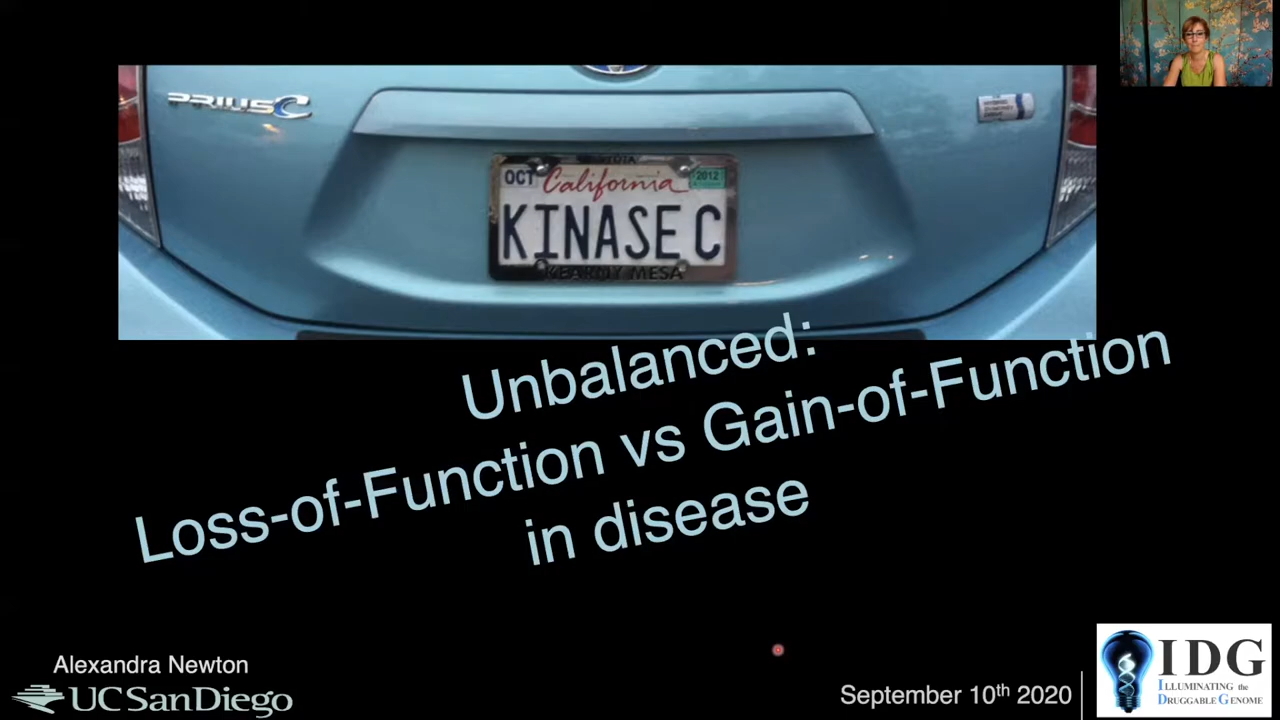 PRIUS C
OCT California 2012
KINASE C
KEARNY MESA
Unbalanced:
Loss-of-Function vs Gain-of-Function
in disease
Alexandra Newton
UC San Diego
September 10th 2020
IDG
ILLUMINATING the
DRUGGABLE GENOME